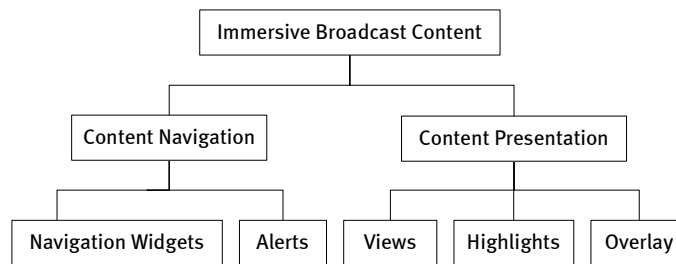 Immersive Broadcast Content
Content Navigation
Content Presentation
Navigation Widgets
Alerts
Views
Highlights
Overlay